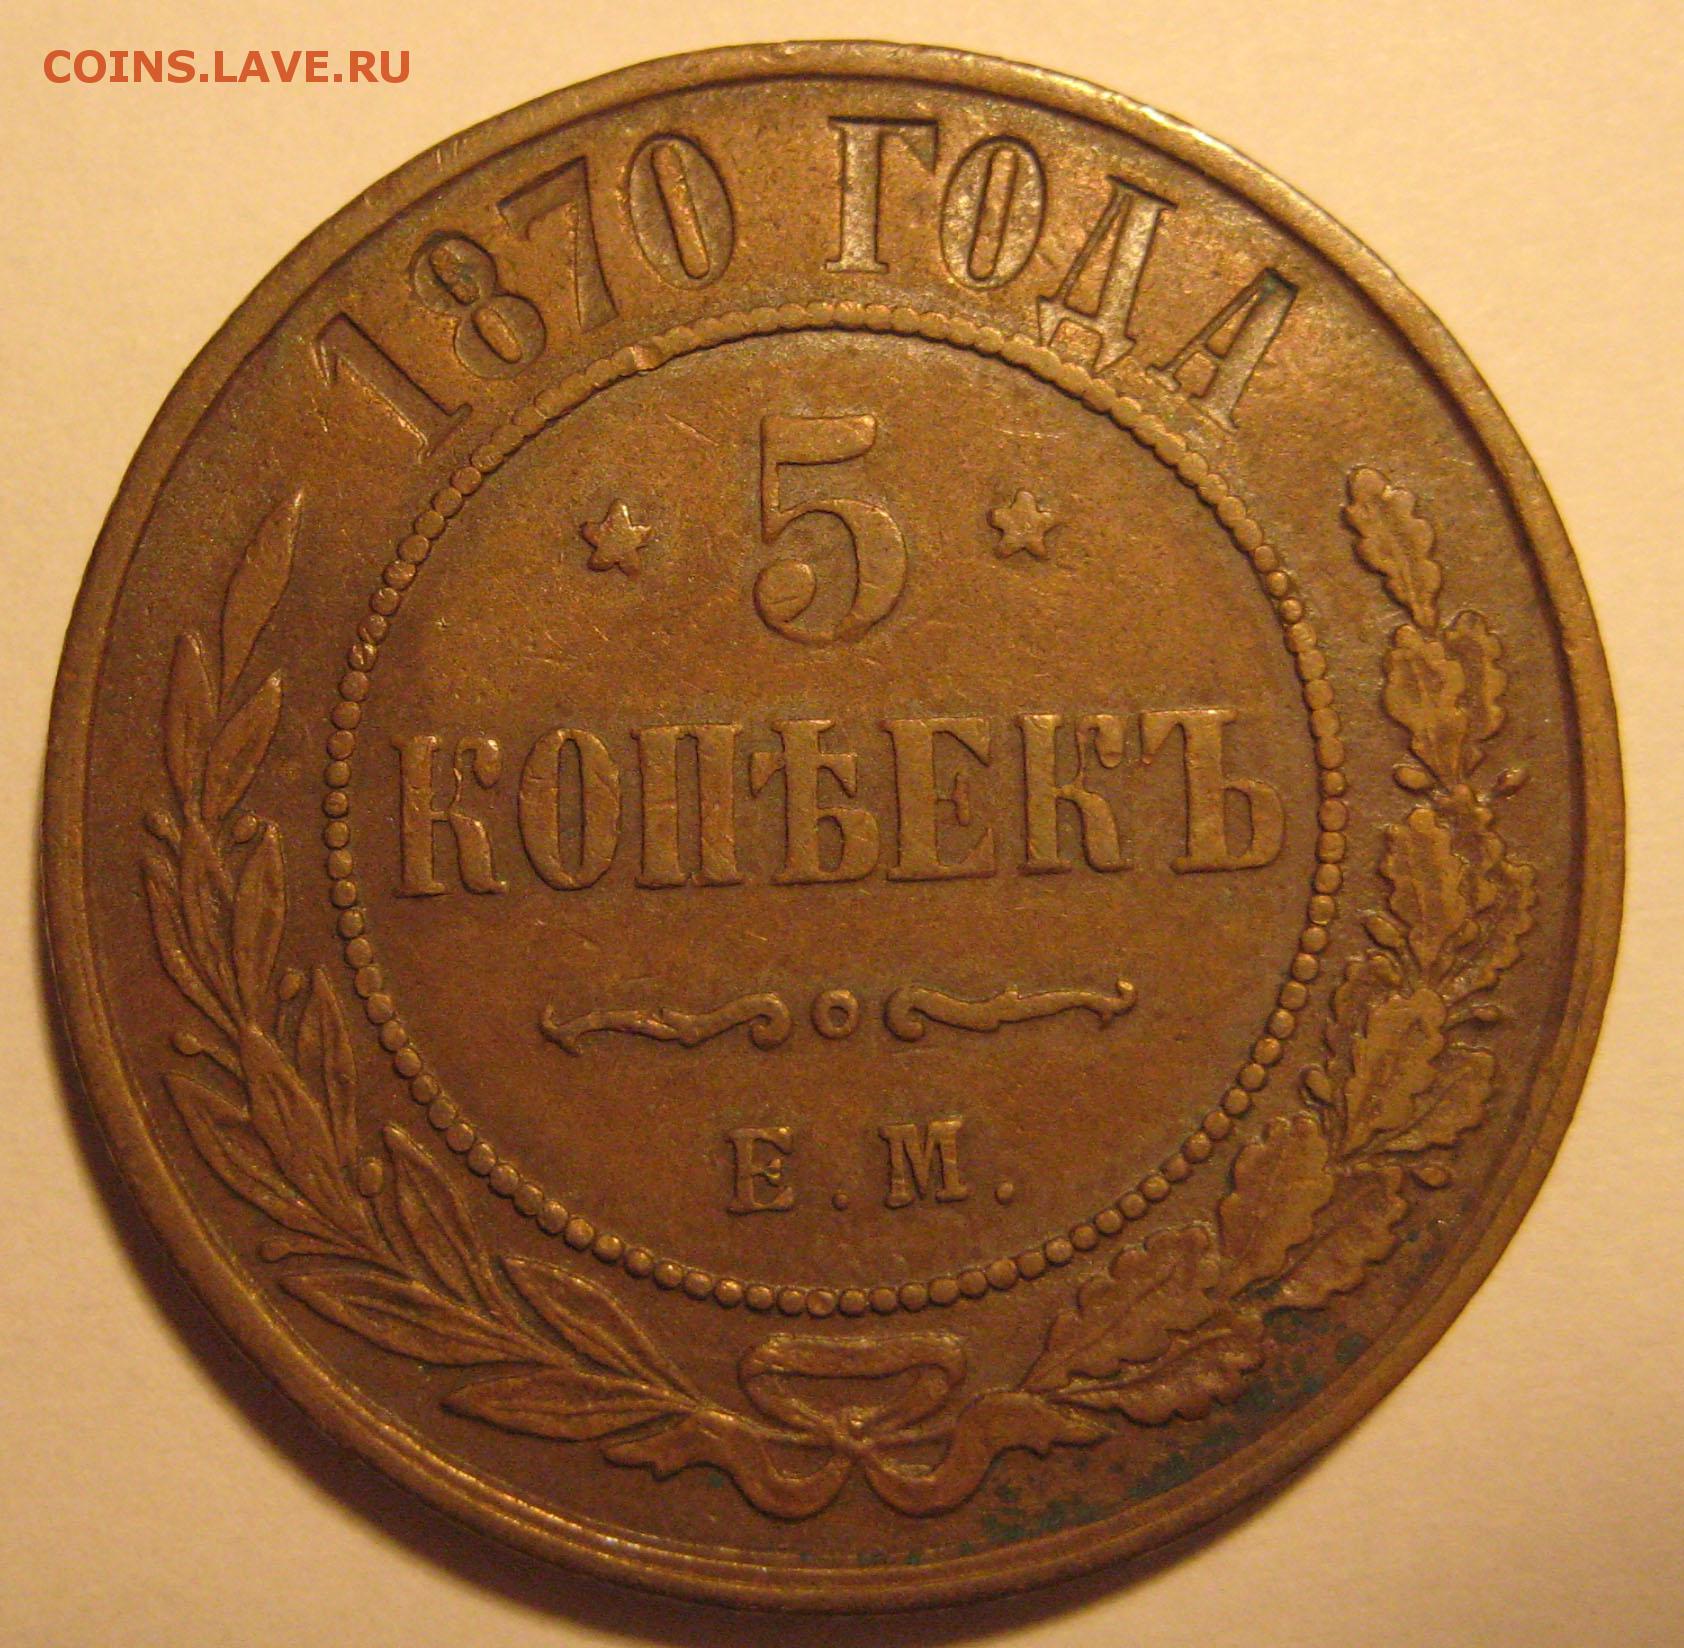 COINS.LAVE.RU
1870 ГОДА
5
КОПѢЕКЪ
Е.М.